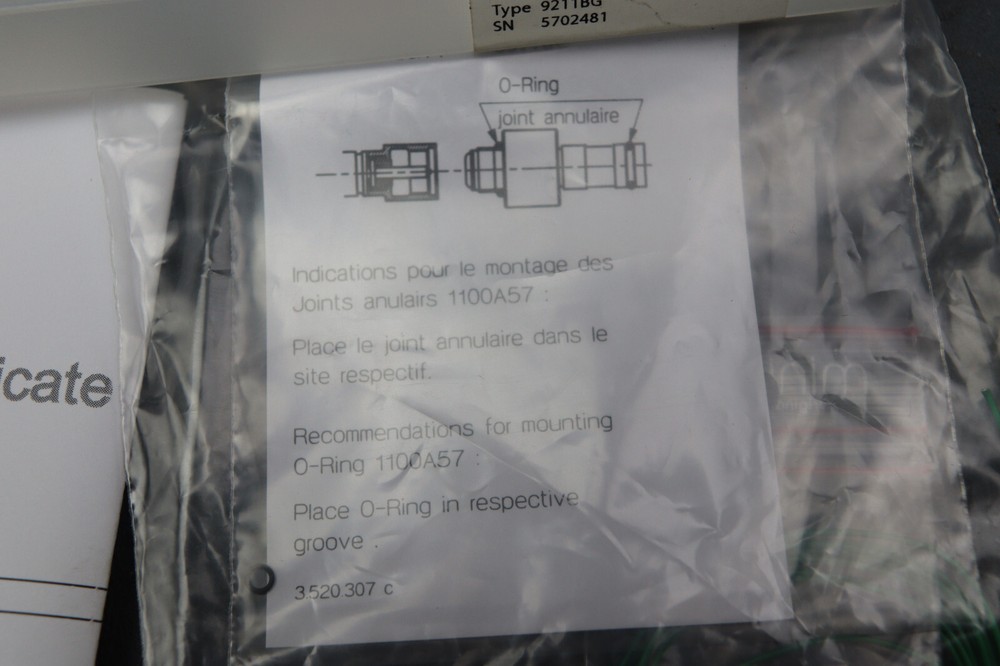 Type 9211BG
SN 5702481
O-Ring
joint annulaire
Indications pour le montage des
Joints anulairs 1100A57 :
Place le joint annulaire dans le
site respectif.
Recommendations for mounting
O-Ring 1100A57 :
Place O-Ring in respective
groove .
3.520.307 c
icate